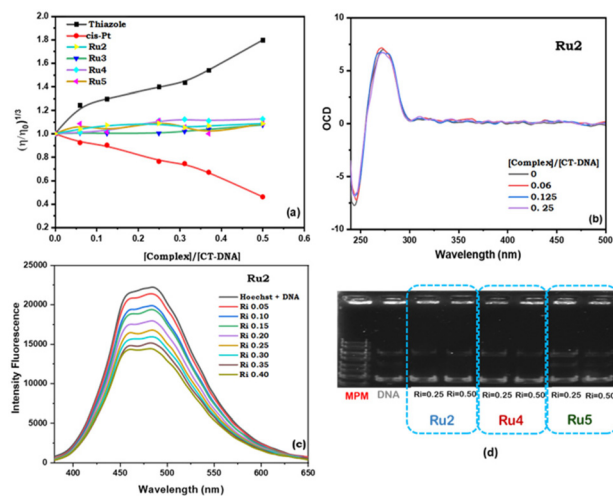 Thiazole
cis-Pt
Ru2
Ru3
Ru4
Ru5
(η/η₀)^1/3
1.8
1.6
1.4
1.2
1.0
0.8
0.6
0.4
0.2
0.0 0.1 0.2 0.3 0.4 0.5 0.6
[Complex]/[CT-DNA]
(a)
Ru2
OCD
10
5
0
-5
-10
[Complex]/[CT-DNA]
0
0.06
0.125
0. 25
(b)
250 300 350 400 450 500
Wavelength (nm)
Ru2
Intensity Fluorescence
25000
22500
20000
17500
15000
12500
10000
7500
5000
2500
0
Hoechst + DNA
Ri 0.05
Ri 0.10
Ri 0.15
Ri 0.20
Ri 0.25
Ri 0.30
Ri 0.35
Ri 0.40
(c)
400 450 500 550 600 650
Wavelength (nm)
MPM DNA Ri=0.25 Ri=0.50 Ri=0.25 Ri=0.50 Ri=0.25 Ri=0.50
Ru2 Ru4 Ru5
(d)